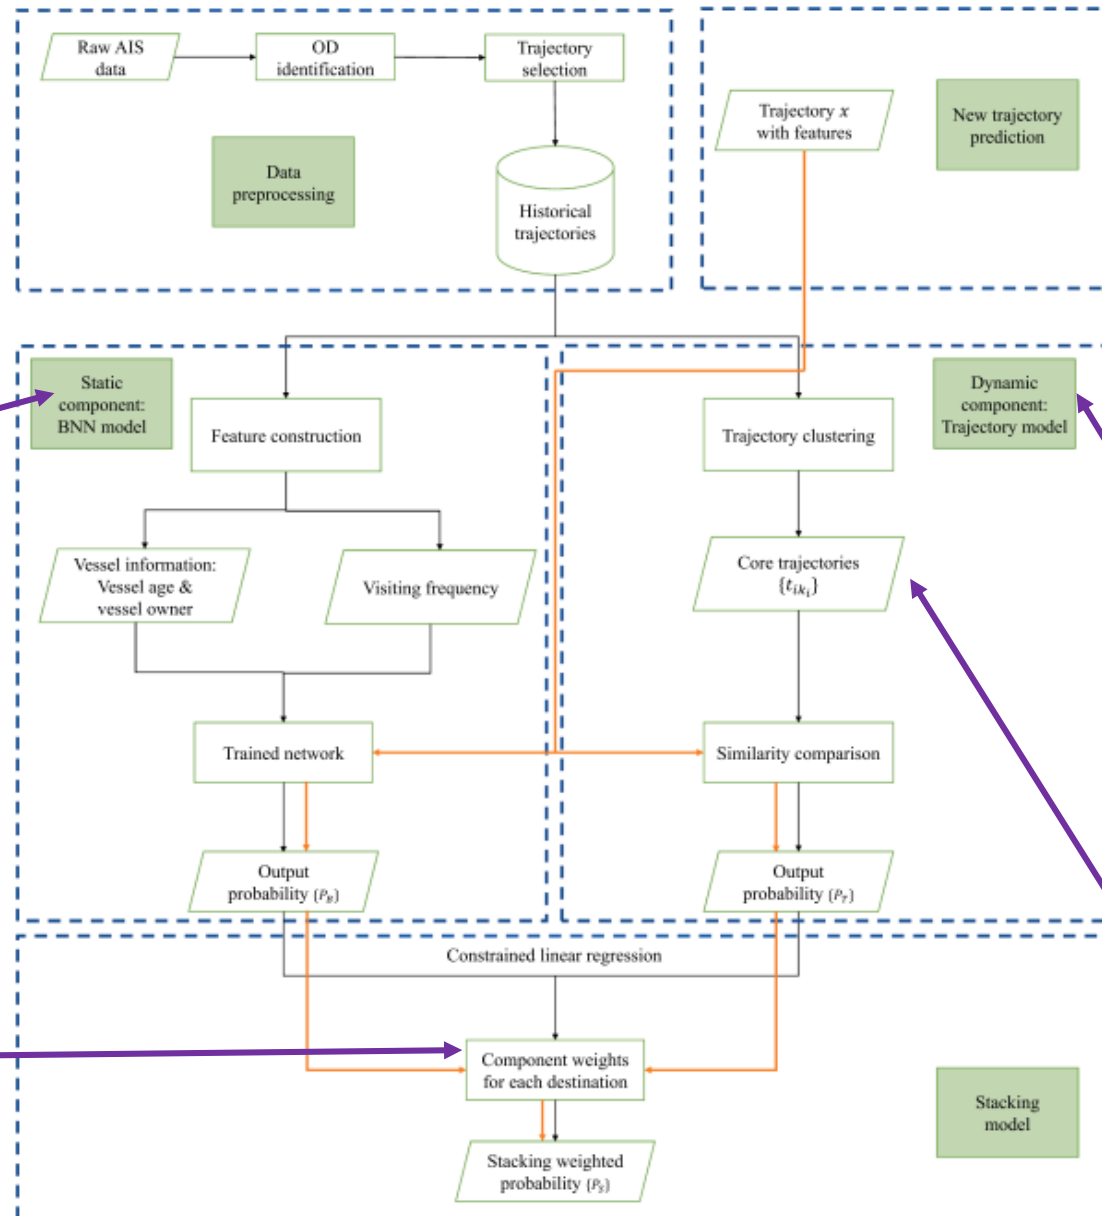 Raw AIS
data
OD
identification
Trajectory
selection
Data
preprocessing
Historical
trajectories
Trajectory x
with features
New trajectory
prediction
Static
component:
BNN model
Feature construction
Vessel information:
Vessel age &
vessel owner
Visiting frequency
Trained network
Output
probability {P_B}
Dynamic
component:
Trajectory model
Trajectory clustering
Core trajectories
{t_{ik_i}}
Similarity comparison
Output
probability {P_T}
Constrained linear regression
Component weights
for each destination
Stacking
model
Stacking weighted
probability {P_S}